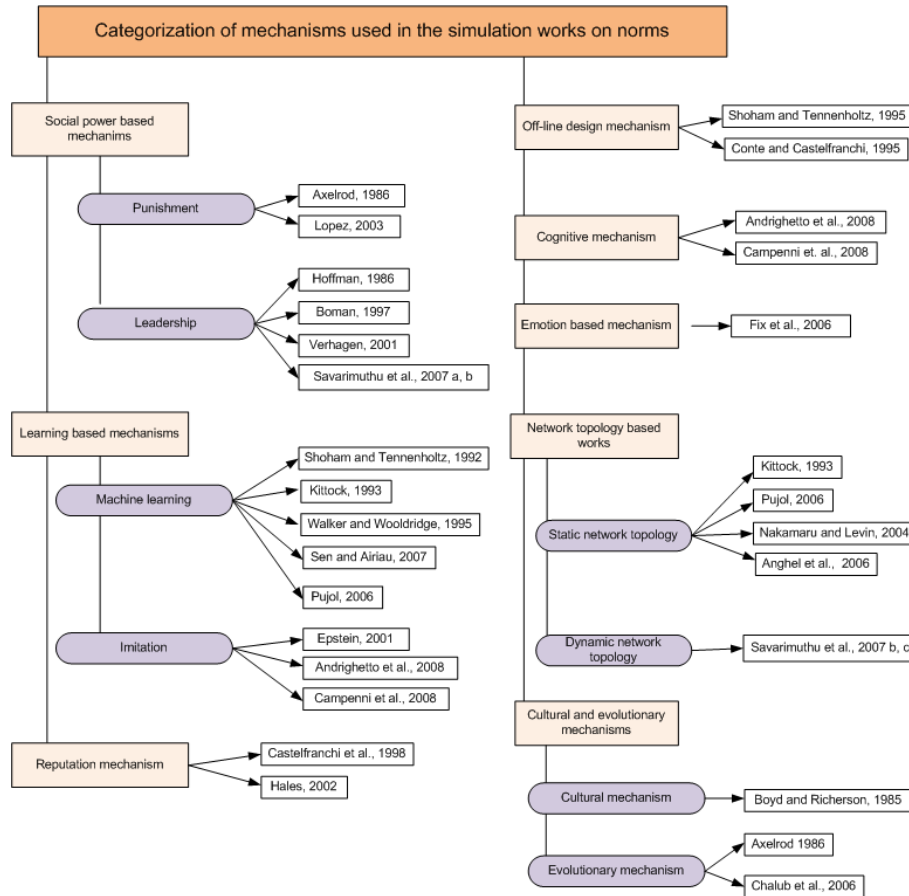 Categorization of mechanisms used in the simulation works on norms
Social power based
mechanims
Punishment
Axelrod, 1986
Lopez, 2003
Leadership
Hoffman, 1986
Boman, 1997
Verhagen, 2001
Savarimuthu et al., 2007 a, b
Learning based mechanisms
Machine learning
Shoham and Tennenholtz, 1992
Kittock, 1993
Walker and Wooldridge, 1995
Sen and Airiau, 2007
Pujol, 2006
Imitation
Epstein, 2001
Andrighetto et al., 2008
Campenni et al., 2008
Reputation mechanism
Castelfranchi et al., 1998
Hales, 2002
Off-line design mechanism
Shoham and Tennenholtz, 1995
Conte and Castelfranchi, 1995
Cognitive mechanism
Andrighetto et al., 2008
Campenni et. al., 2008
Emotion based mechanism
Fix et al., 2006
Network topology based
works
Static network topology
Kittock, 1993
Pujol, 2006
Nakamaru and Levin, 2004
Anghel et al., 2006
Dynamic network
topology
Savarimuthu et al., 2007 b, c
Cultural and evolutionary
mechanisms
Cultural mechanism
Boyd and Richerson, 1985
Evolutionary mechanism
Axelrod 1986
Chalub et al., 2006